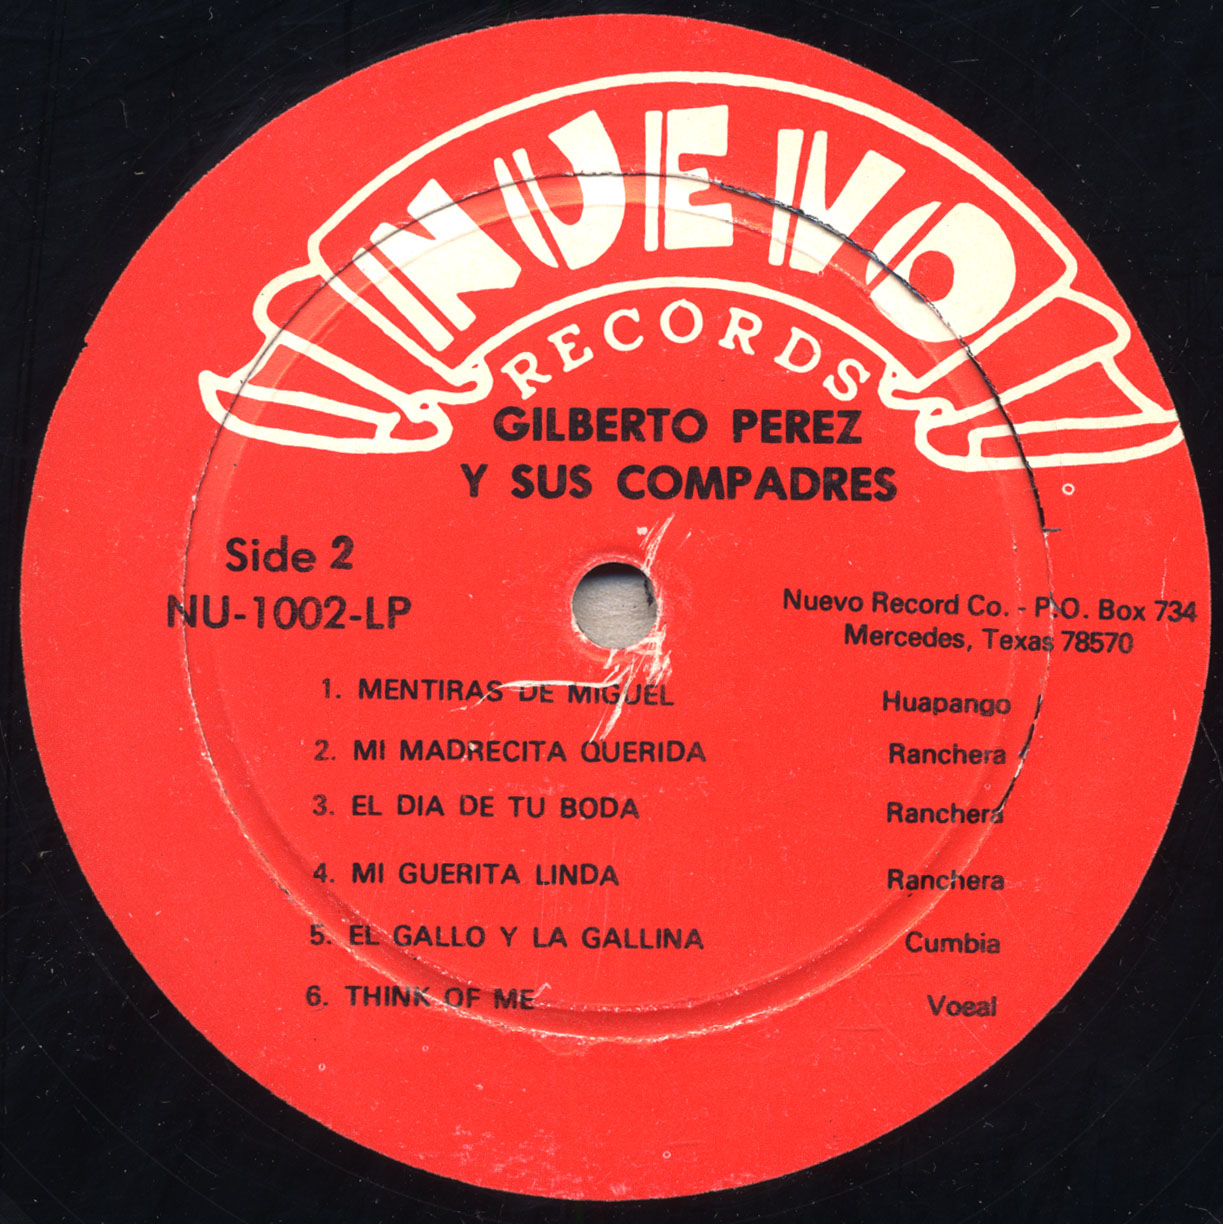 NUEVO
RECORDS
GILBERTO PEREZ
Y SUS COMPADRES
Side 2
NU-1002-LP
Nuevo Record Co. - P.O. Box 734
Mercedes, Texas 78570
1. MENTIRAS DE MIGUEL Huapango
2. MI MADRECITA QUERIDA Ranchera
3. EL DIA DE TU BODA Ranchera
4. MI GUERITA LINDA Ranchera
5. EL GALLO Y LA GALLINA Cumbia
6. THINK OF ME Voeal